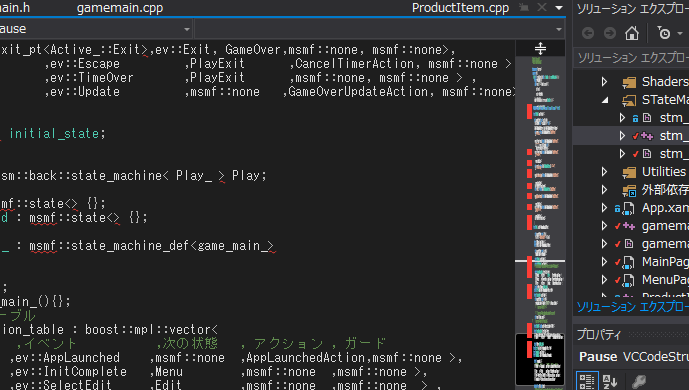 main.h gamemain.cpp ProductItem.cpp
ause
xit_pt<Active_::Exit>,ev::Exit, GameOver,msmf::none, msmf::none>,
,ev::Escape ,PlayExit ,CancelTimerAction, msmf::none >
,ev::TimeOver ,PlayExit ,msmf::none, msmf::none > ,
,ev::Update ,msmf::none ,GameOverUpdateAction, msmf::none>
initial_state;
sm::back::state_machine< Play_ > Play;
mf::state<> {};
d : msmf::state<> {};
_ : msmf::state_machine_def<game_main_>
;
main_(){};
ーブル
ion_table : boost::mpl::vector<
,イベント ,次の状態 , アクション , ガード
,ev::AppLaunched ,msmf::none ,AppLaunchedAction,msmf::none >,
,ev::InitComplete ,Menu ,msmf::none, msmf::none >,
,ev::SelectEdit ,Edit ,msmf::none ,msmf::none > ,
ソリューション エクスプロー
ソリューション エクスプロー
Shaders
STateMa
stm_
stm_
stm_
Utilities
外部依存
App.xam
gamema
gamema
MainPag
MenuPag
ProductI
ソリューション エクスプロ
プロパティ
Pause VCCodeStru